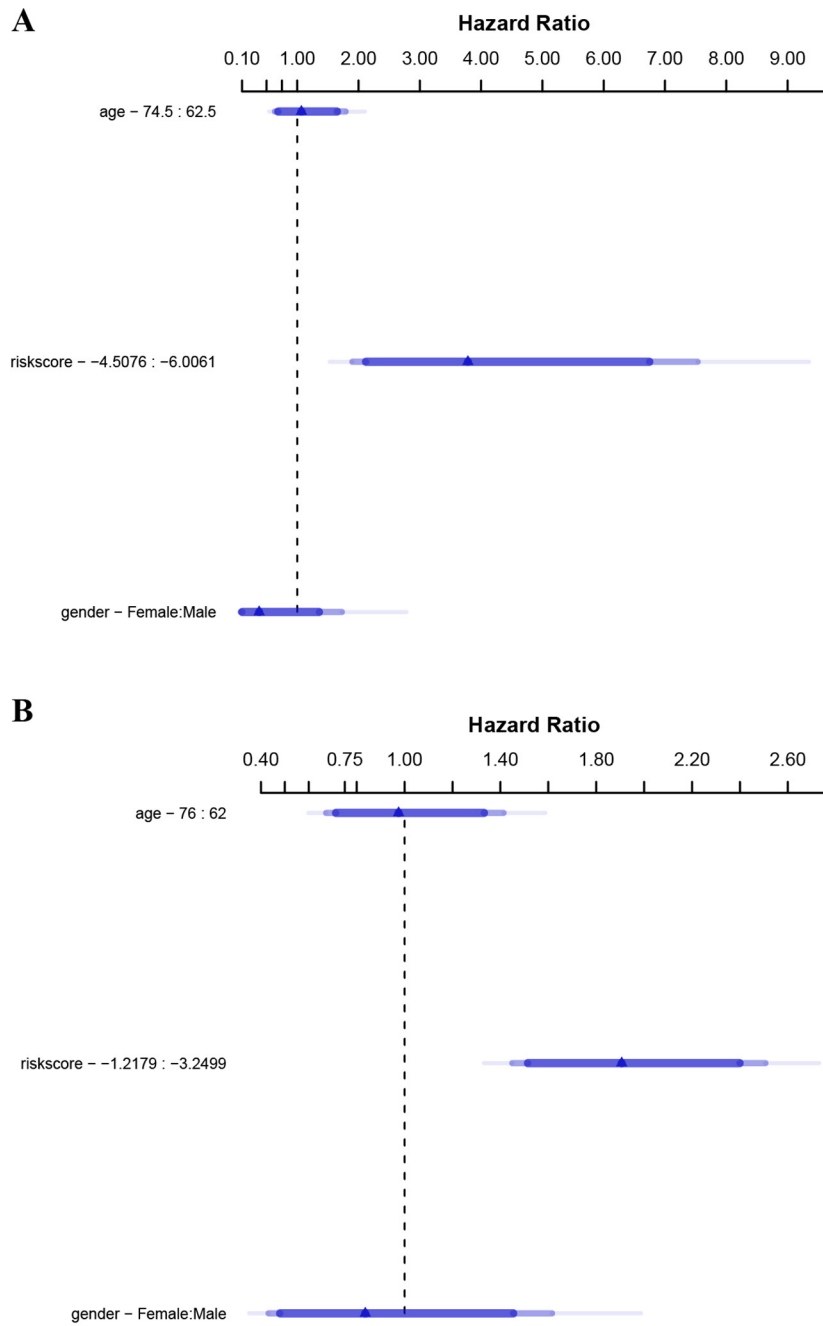 A
Hazard Ratio
0.10 1.00 2.00 3.00 4.00 5.00 6.00 7.00 8.00 9.00
age − 74.5 : 62.5
riskscore − −4.5076 : −6.0061
gender − Female:Male
B
Hazard Ratio
0.40 0.75 1.00 1.40 1.80 2.20 2.60
age − 76 : 62
riskscore − −1.2179 : −3.2499
gender − Female:Male